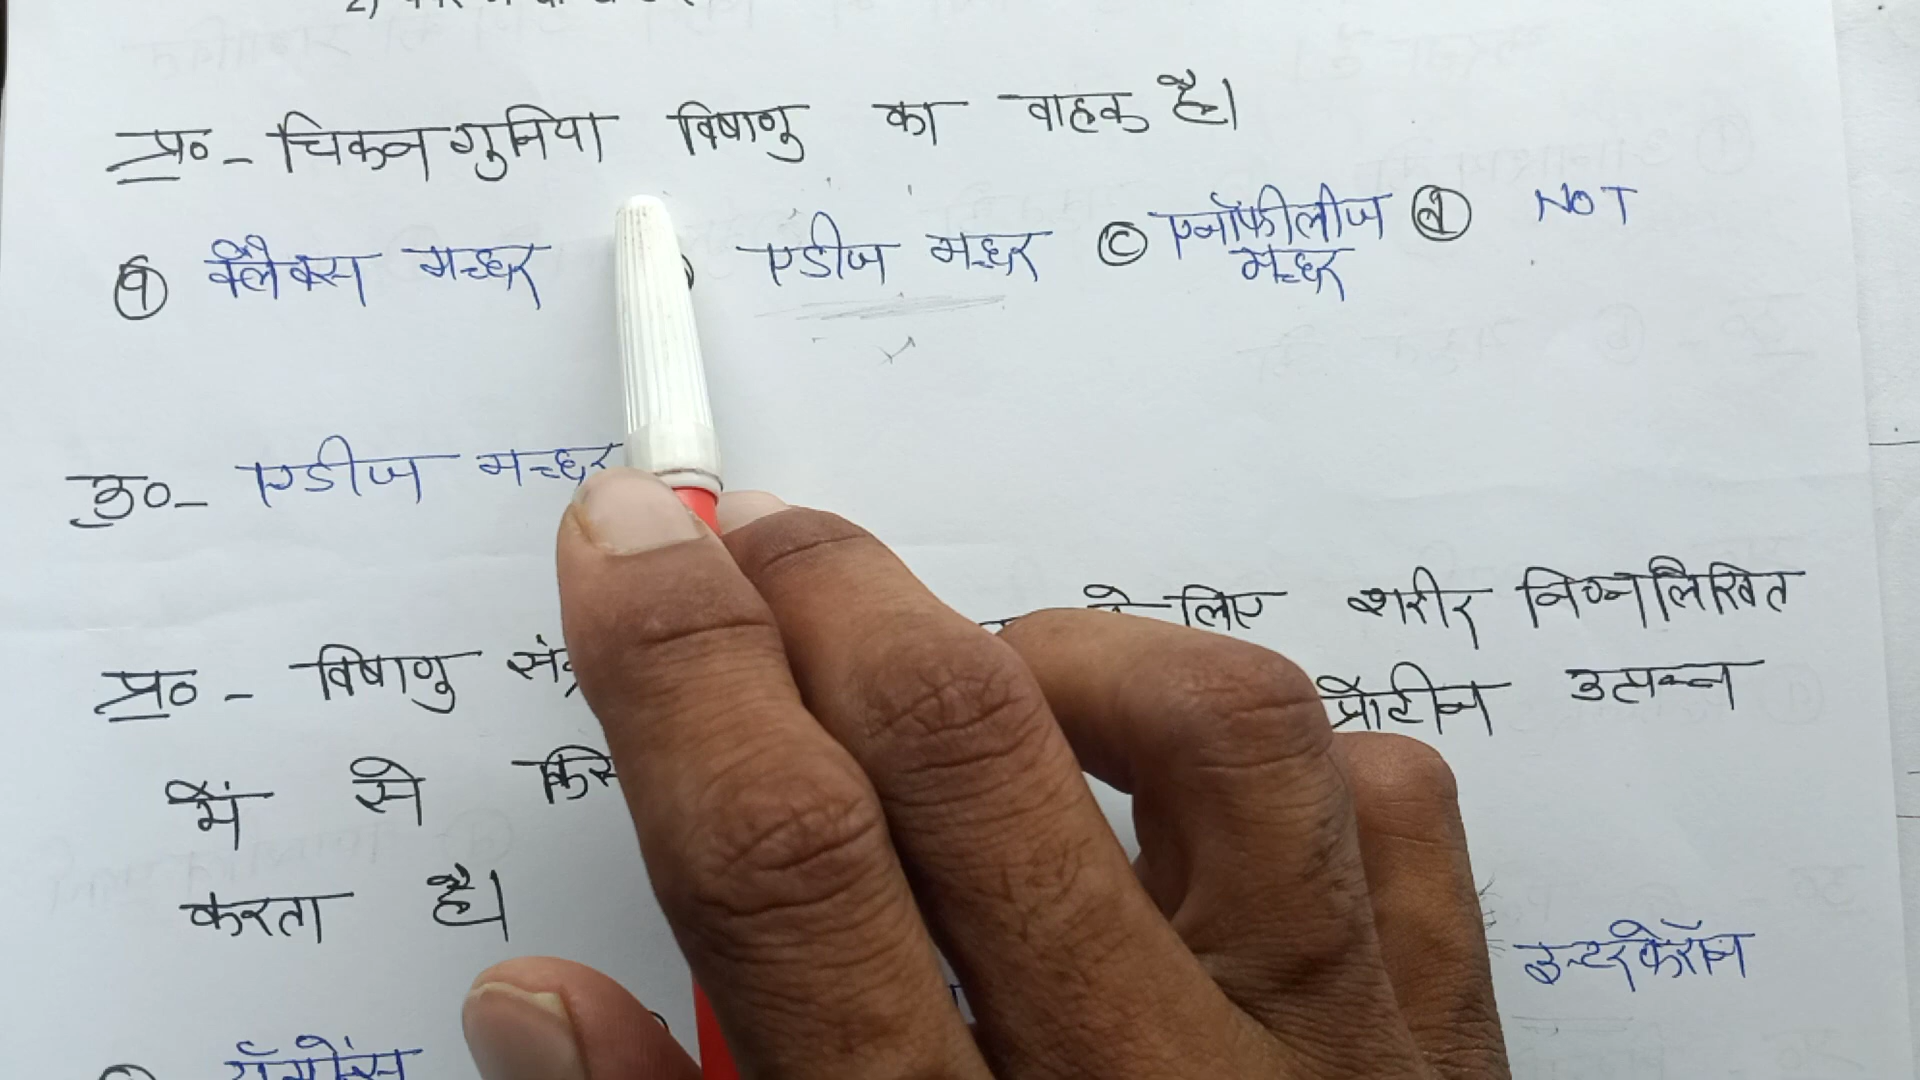 प्र० - चिकनगुनिया विषाणु का वाहक है।
a क्लैक्स मच्छर एडीज मच्छर c एनॉफीलीज मच्छर d NOT
उ० - एडीज मच्छर
प्र० - विषाणु के लिए शरीर निम्नलिखित
में से प्रोटीन उत्पन्न
करता है।
इन्टरफेरॉन